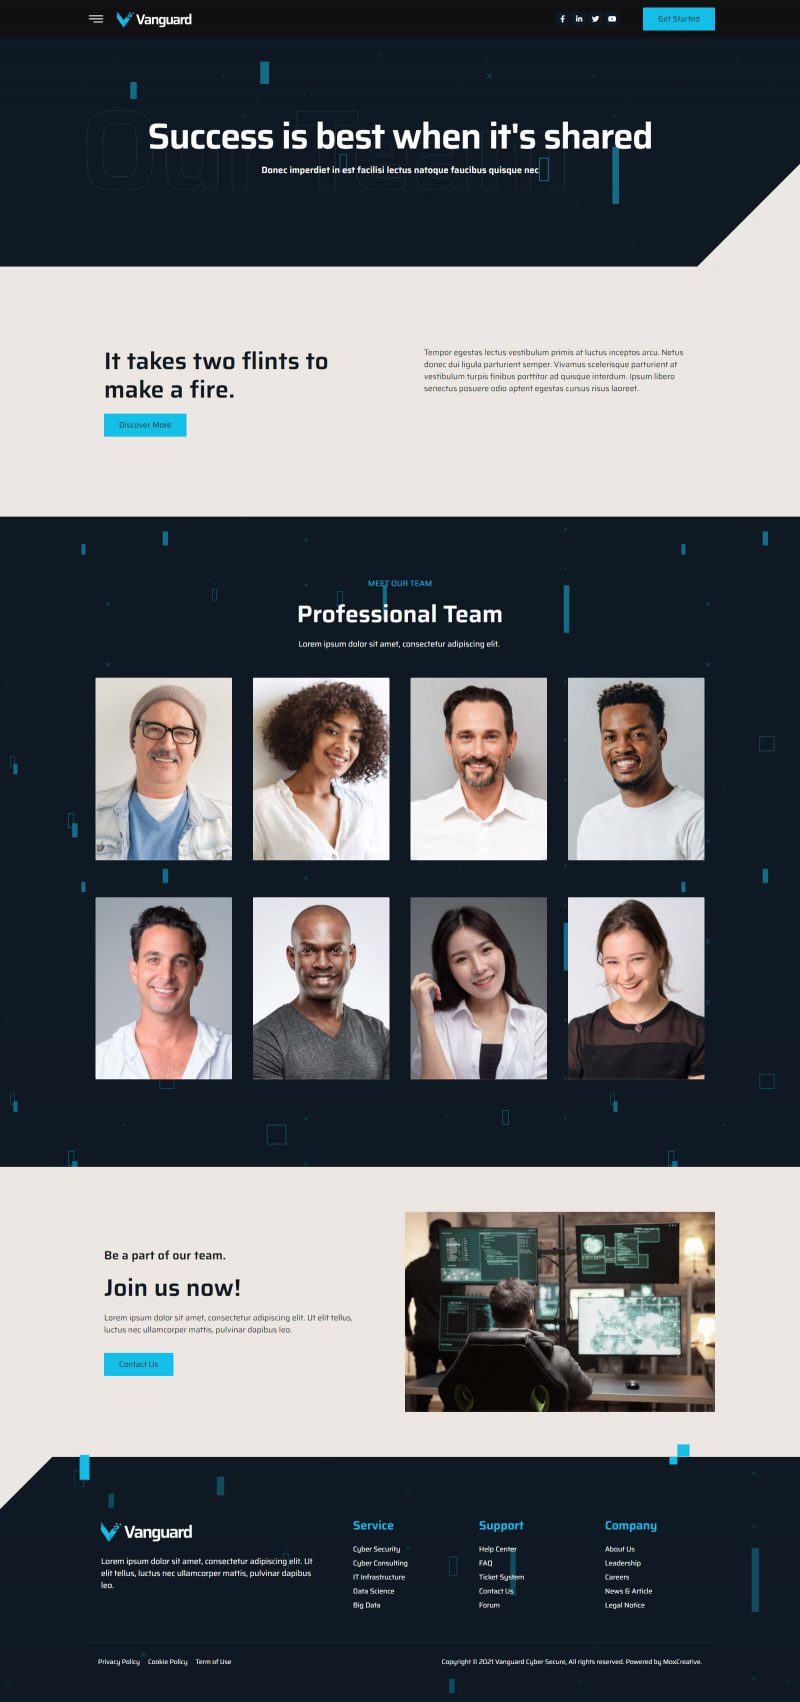 Vanguard
Get Started
Our Team
Success is best when it's shared
Donec imperdiet in est facilisi lectus natoque faucibus quisque nec
It takes two flints to
make a fire.
Discover More
Tempor egestas lectus vestibulum primis at luctus inceptos arcu. Netus
donec dui ligula parturient semper. Vivamus scelerisque parturient at
vestibulum turpis finibus porttitor ad quisque interdum. Ipsum libero
senectus posuere odio aptent egestas cursus risus laoreet.
MEET OUR TEAM
Professional Team
Lorem ipsum dolor sit amet, consectetur adipiscing elit.
Be a part of our team.
Join us now!
Lorem ipsum dolor sit amet, consectetur adipiscing elit. Ut elit tellus,
luctus nec ullamcorper mattis, pulvinar dapibus leo.
Contact Us
Vanguard
Lorem ipsum dolor sit amet, consectetur adipiscing elit. Ut
elit tellus, luctus nec ullamcorper mattis, pulvinar dapibus
leo.
Service
Cyber Security
Cyber Consulting
IT Infrastructure
Data Science
Big Data
Support
Help Center
FAQ
Ticket System
Contact Us
Forum
Company
About Us
Leadership
Careers
News & Article
Legal Notice
Privacy Policy Cookie Policy Term of Use
Copyright © 2021 Vanguard Cyber Secure, All rights reserved. Powered by MoxCreative.